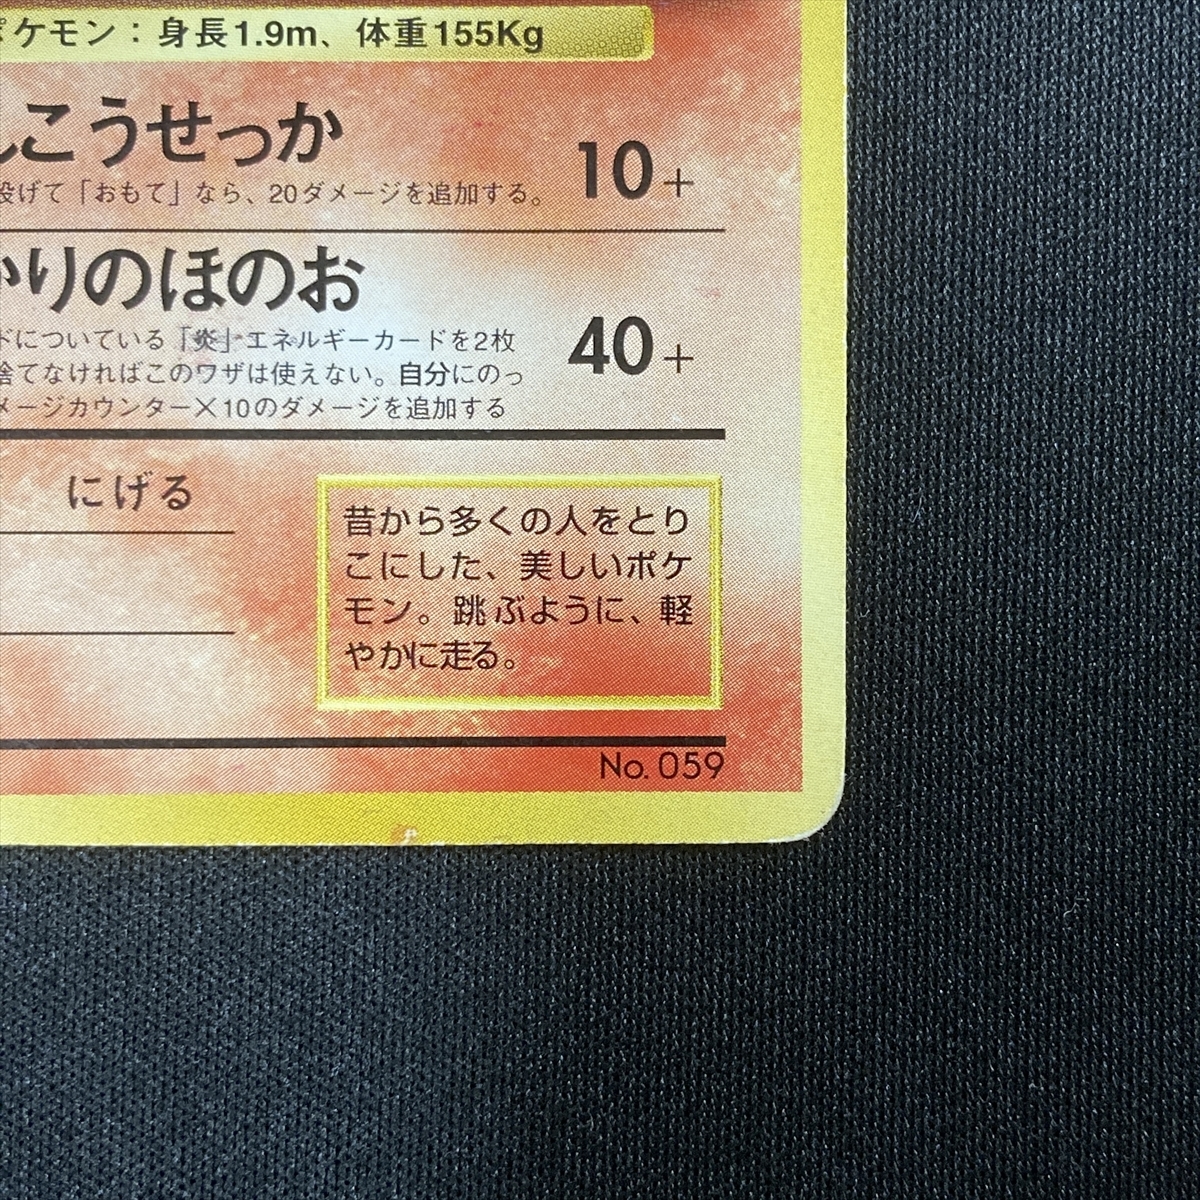 ポケモン：身長1.9m、体重155Kg
んこうせっか
10+
投げて「おもて」なら、20ダメージを追加する。
かりのほのお
40+
ドについている「炎」エネルギーカードを2枚
捨てなければこのワザは使えない。自分にのっ
メージカウンター×10のダメージを追加する
にげる
昔から多くの人をとり
こにした、美しいポケ
モン。跳ぶように、軽
やかに走る。
No. 059